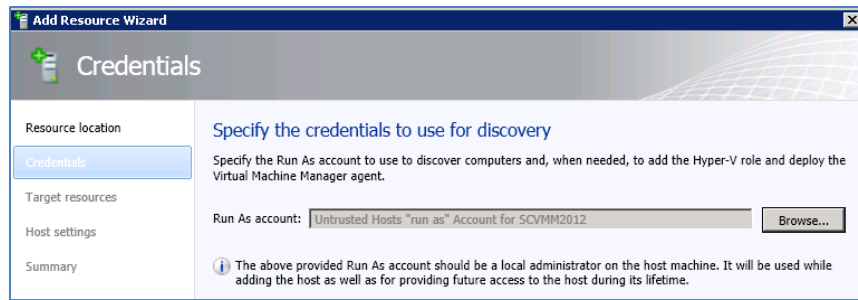 Add Resource Wizard
Credentials
Resource location
Credentials
Target resources
Host settings
Summary
Specify the credentials to use for discovery
Specify the Run As account to use to discover computers and, when needed, to add the Hyper-V role and deploy the
Virtual Machine Manager agent.
Run As account: Untrusted Hosts "run as" Account for SCVMM2012 Browse...
The above provided Run As account should be a local administrator on the host machine. It will be used while
adding the host as well as for providing future access to the host during its lifetime.